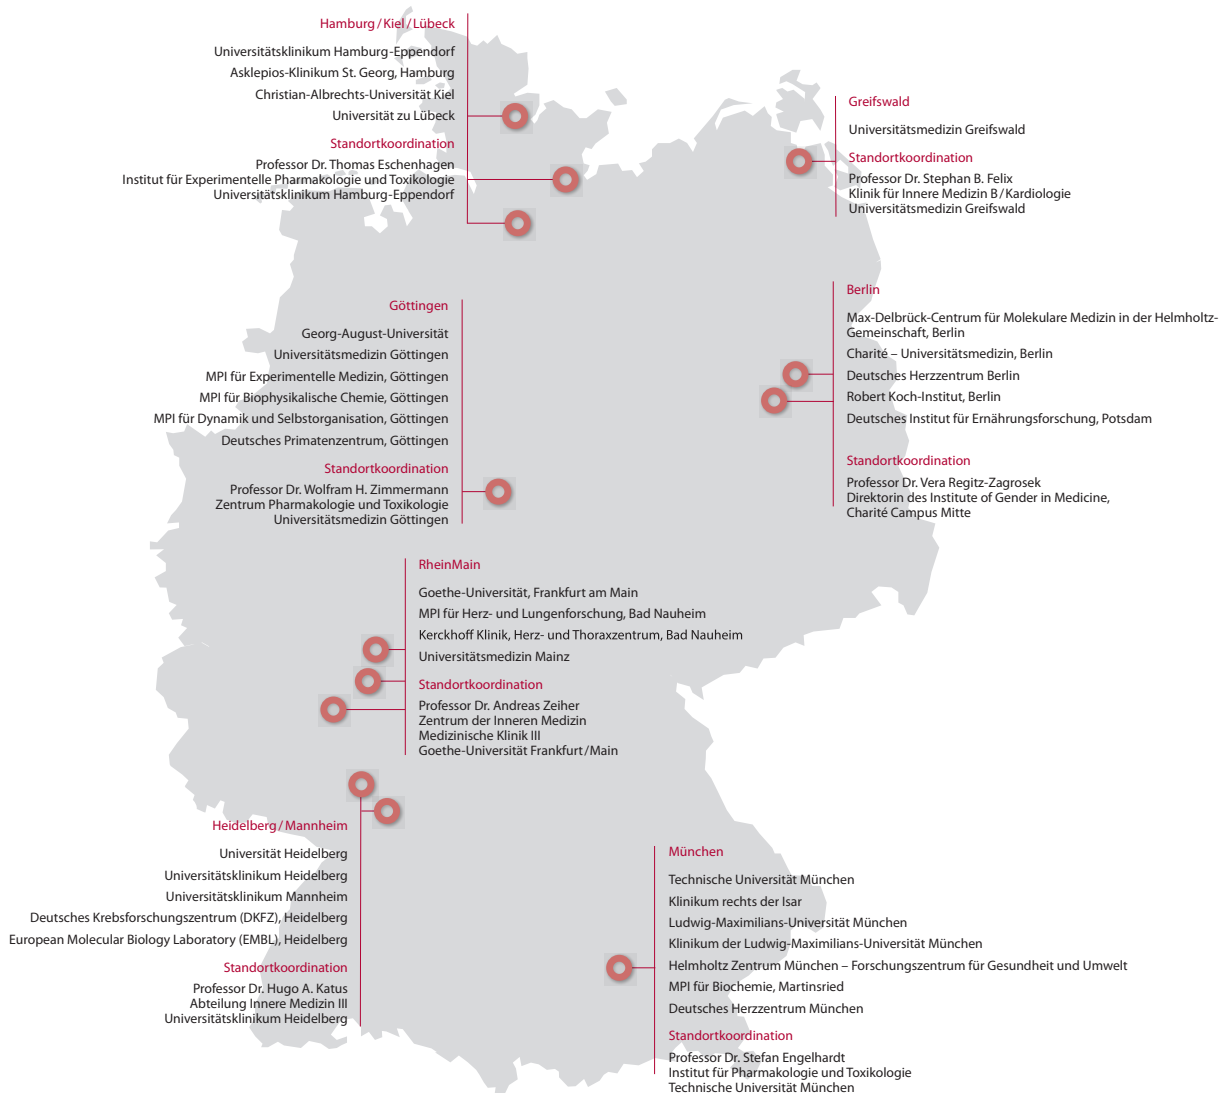 Hamburg/Kiel/Lübeck
Universitätsklinikum Hamburg-Eppendorf
Asklepios-Klinikum St. Georg, Hamburg
Christian-Albrechts-Universität Kiel
Universität zu Lübeck
Standortkoordination
Professor Dr. Thomas Eschenhagen
Institut für Experimentelle Pharmakologie und Toxikologie
Universitätsklinikum Hamburg-Eppendorf
Greifswald
Universitätsmedizin Greifswald
Standortkoordination
Professor Dr. Stephan B. Felix
Klinik für Innere Medizin B/Kardiologie
Universitätsmedizin Greifswald
Göttingen
Georg-August-Universität
Universitätsmedizin Göttingen
MPI für Experimentelle Medizin, Göttingen
MPI für Biophysikalische Chemie, Göttingen
MPI für Dynamik und Selbstorganisation, Göttingen
Deutsches Primatenzentrum, Göttingen
Standortkoordination
Professor Dr. Wolfram H. Zimmermann
Zentrum Pharmakologie und Toxikologie
Universitätsmedizin Göttingen
Berlin
Max-Delbrück-Centrum für Molekulare Medizin in der Helmholtz-
Gemeinschaft, Berlin
Charité – Universitätsmedizin, Berlin
Deutsches Herzzentrum Berlin
Robert Koch-Institut, Berlin
Deutsches Institut für Ernährungsforschung, Potsdam
Standortkoordination
Professor Dr. Vera Regitz-Zagrosek
Direktorin des Institute of Gender in Medicine,
Charité Campus Mitte
RheinMain
Goethe-Universität, Frankfurt am Main
MPI für Herz- und Lungenforschung, Bad Nauheim
Kerckhoff Klinik, Herz- und Thoraxzentrum, Bad Nauheim
Universitätsmedizin Mainz
Standortkoordination
Professor Dr. Andreas Zeiher
Zentrum der Inneren Medizin
Medizinische Klinik III
Goethe-Universität Frankfurt/Main
Heidelberg/Mannheim
Universität Heidelberg
Universitätsklinikum Heidelberg
Universitätsklinikum Mannheim
Deutsches Krebsforschungszentrum (DKFZ), Heidelberg
European Molecular Biology Laboratory (EMBL), Heidelberg
Standortkoordination
Professor Dr. Hugo A. Katus
Abteilung Innere Medizin III
Universitätsklinikum Heidelberg
München
Technische Universität München
Klinikum rechts der Isar
Ludwig-Maximilians-Universität München
Klinikum der Ludwig-Maximilians-Universität München
Helmholtz Zentrum München – Forschungszentrum für Gesundheit und Umwelt
MPI für Biochemie, Martinsried
Deutsches Herzzentrum München
Standortkoordination
Professor Dr. Stefan Engelhardt
Institut für Pharmakologie und Toxikologie
Technische Universität München